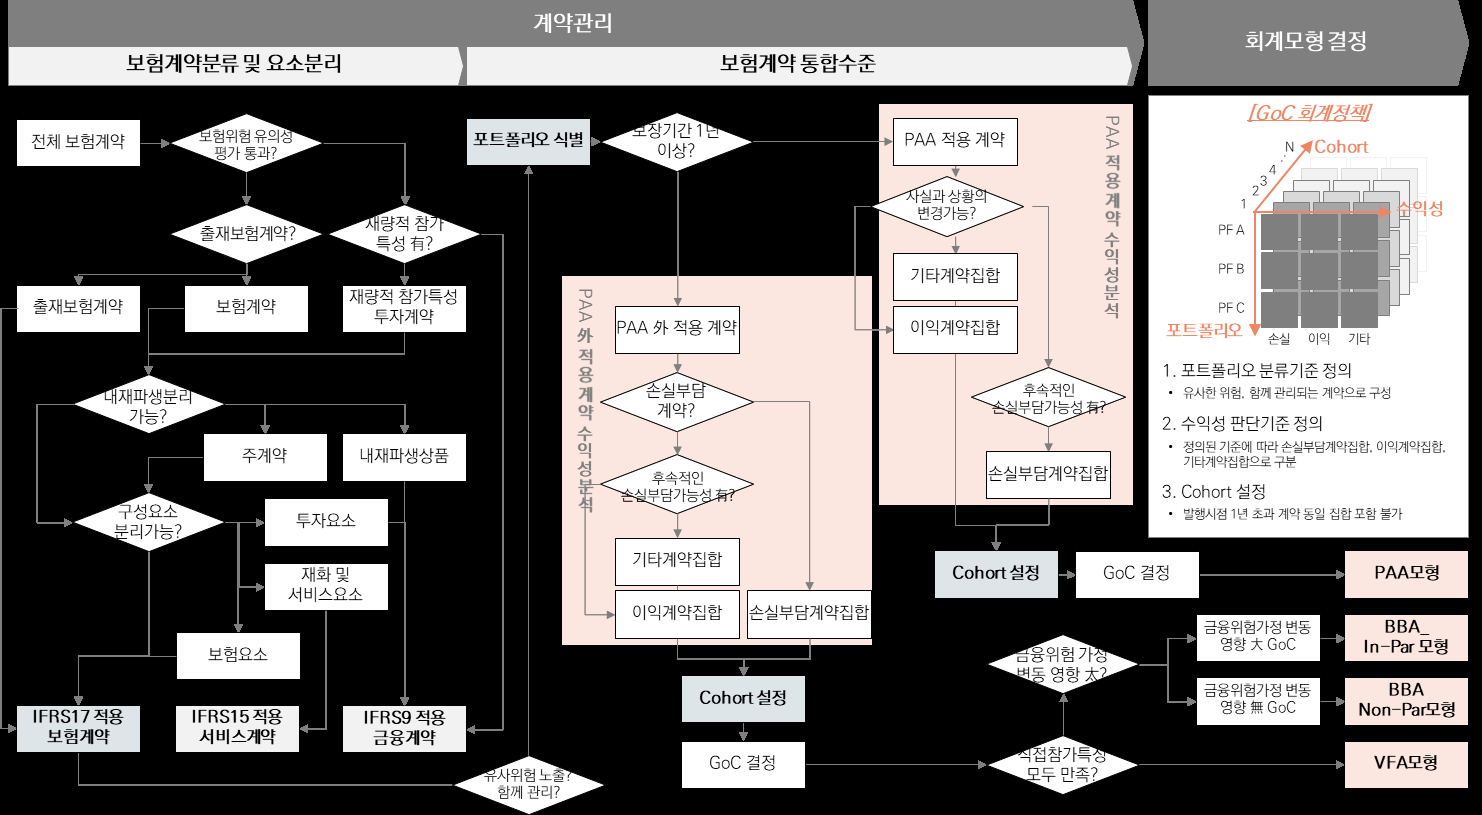 계약관리
회계모형 결정
보험계약분류 및 요소분리
보험계약 통합수준
전체 보험계약
보험위험 유의성
평가 통과?
출재보험계약?
재량적 참가
특성 有?
출재보험계약
보험계약
재량적 참가특성
투자계약
내재파생분리
가능?
주계약
내재파생상품
구성요소
분리가능?
투자요소
재화 및
서비스요소
보험요소
IFRS17 적용
보험계약
IFRS15 적용
서비스계약
IFRS9 적용
금융계약
유사위험 노출?
함께 관리?
포트폴리오 식별
보장기간 1년
이상?
PAA 外 적용계약 수익성분석
PAA 外 적용 계약
손실부담
계약?
후속적인
손실부담가능성 有?
기타계약집합
이익계약집합
손실부담계약집합
Cohort 설정
GoC 결정
PAA 적용계약 수익성분석
PAA 적용 계약
사실과 상황의
변경가능?
기타계약집합
이익계약집합
후속적인
손실부담가능성 有?
손실부담계약집합
Cohort 설정
GoC 결정
PAA모형
금융위험 가정
변동 영향 太?
금융위험가정 변동
영향 大 GoC
BBA_
In-Par 모형
금융위험가정 변동
영향 無 GoC
BBA
Non-Par모형
직접참가특성
모두 만족?
VFA모형
[GoC 회계정책]
Cohort
N
⋰
4
3
2
1
수익성
PF A
PF B
PF C
포트폴리오
손실 이익 기타
1. 포트폴리오 분류기준 정의
• 유사한 위험, 함께 관리되는 계약으로 구성
2. 수익성 판단기준 정의
• 정의된 기준에 따라 손실부담계약집합, 이익계약집합,
기타계약집합으로 구분
3. Cohort 설정
• 발행시점 1년 초과 계약 동일 집합 포함 불가